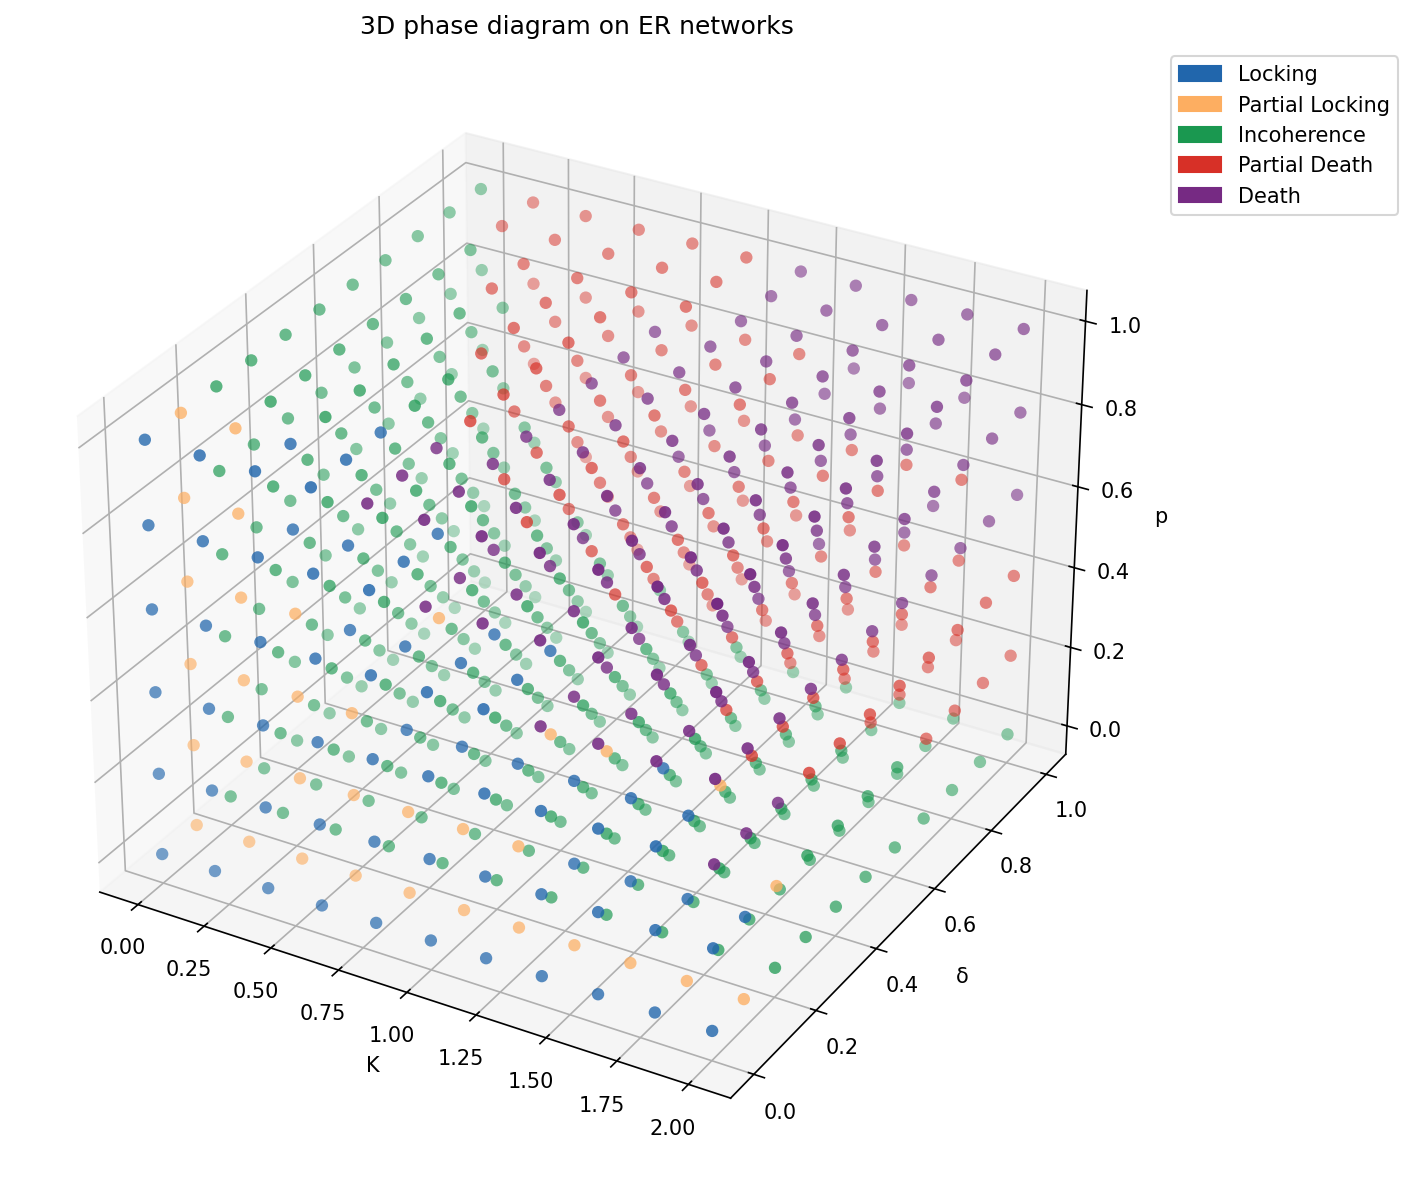 3D phase diagram on ER networks
Locking
Partial Locking
Incoherence
Partial Death
Death
1.0
0.8
0.6
0.4
0.2
0.0
p
0.00
0.25
0.50
0.75
1.00
1.25
1.50
1.75
2.00
K
0.0
0.2
0.4
0.6
0.8
1.0
δ